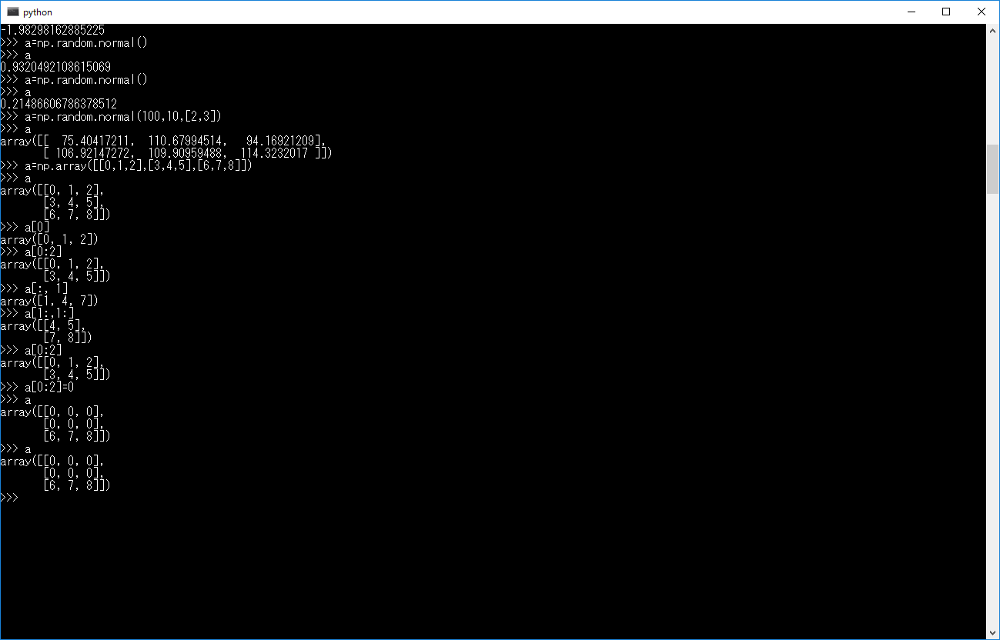 python
-1.98298162885225
>>> a=np.random.normal()
>>> a
0.9320492108615069
>>> a=np.random.normal()
>>> a
0.21486606786378512
>>> a=np.random.normal(100,10,[2,3])
>>> a
array([[  75.40417211,  110.67994514,   94.16921209],
       [ 106.92147272,  109.90959488,  114.3232017 ]])
>>> a=np.array([[0,1,2],[3,4,5],[6,7,8]])
>>> a
array([[0, 1, 2],
       [3, 4, 5],
       [6, 7, 8]])
>>> a[0]
array([0, 1, 2])
>>> a[0:2]
array([[0, 1, 2],
       [3, 4, 5]])
>>> a[:, 1]
array([1, 4, 7])
>>> a[1:,1:]
array([[4, 5],
       [7, 8]])
>>> a[0:2]
array([[0, 1, 2],
       [3, 4, 5]])
>>> a[0:2]=0
>>> a
array([[0, 0, 0],
       [0, 0, 0],
       [6, 7, 8]])
>>> a
array([[0, 0, 0],
       [0, 0, 0],
       [6, 7, 8]])
>>>